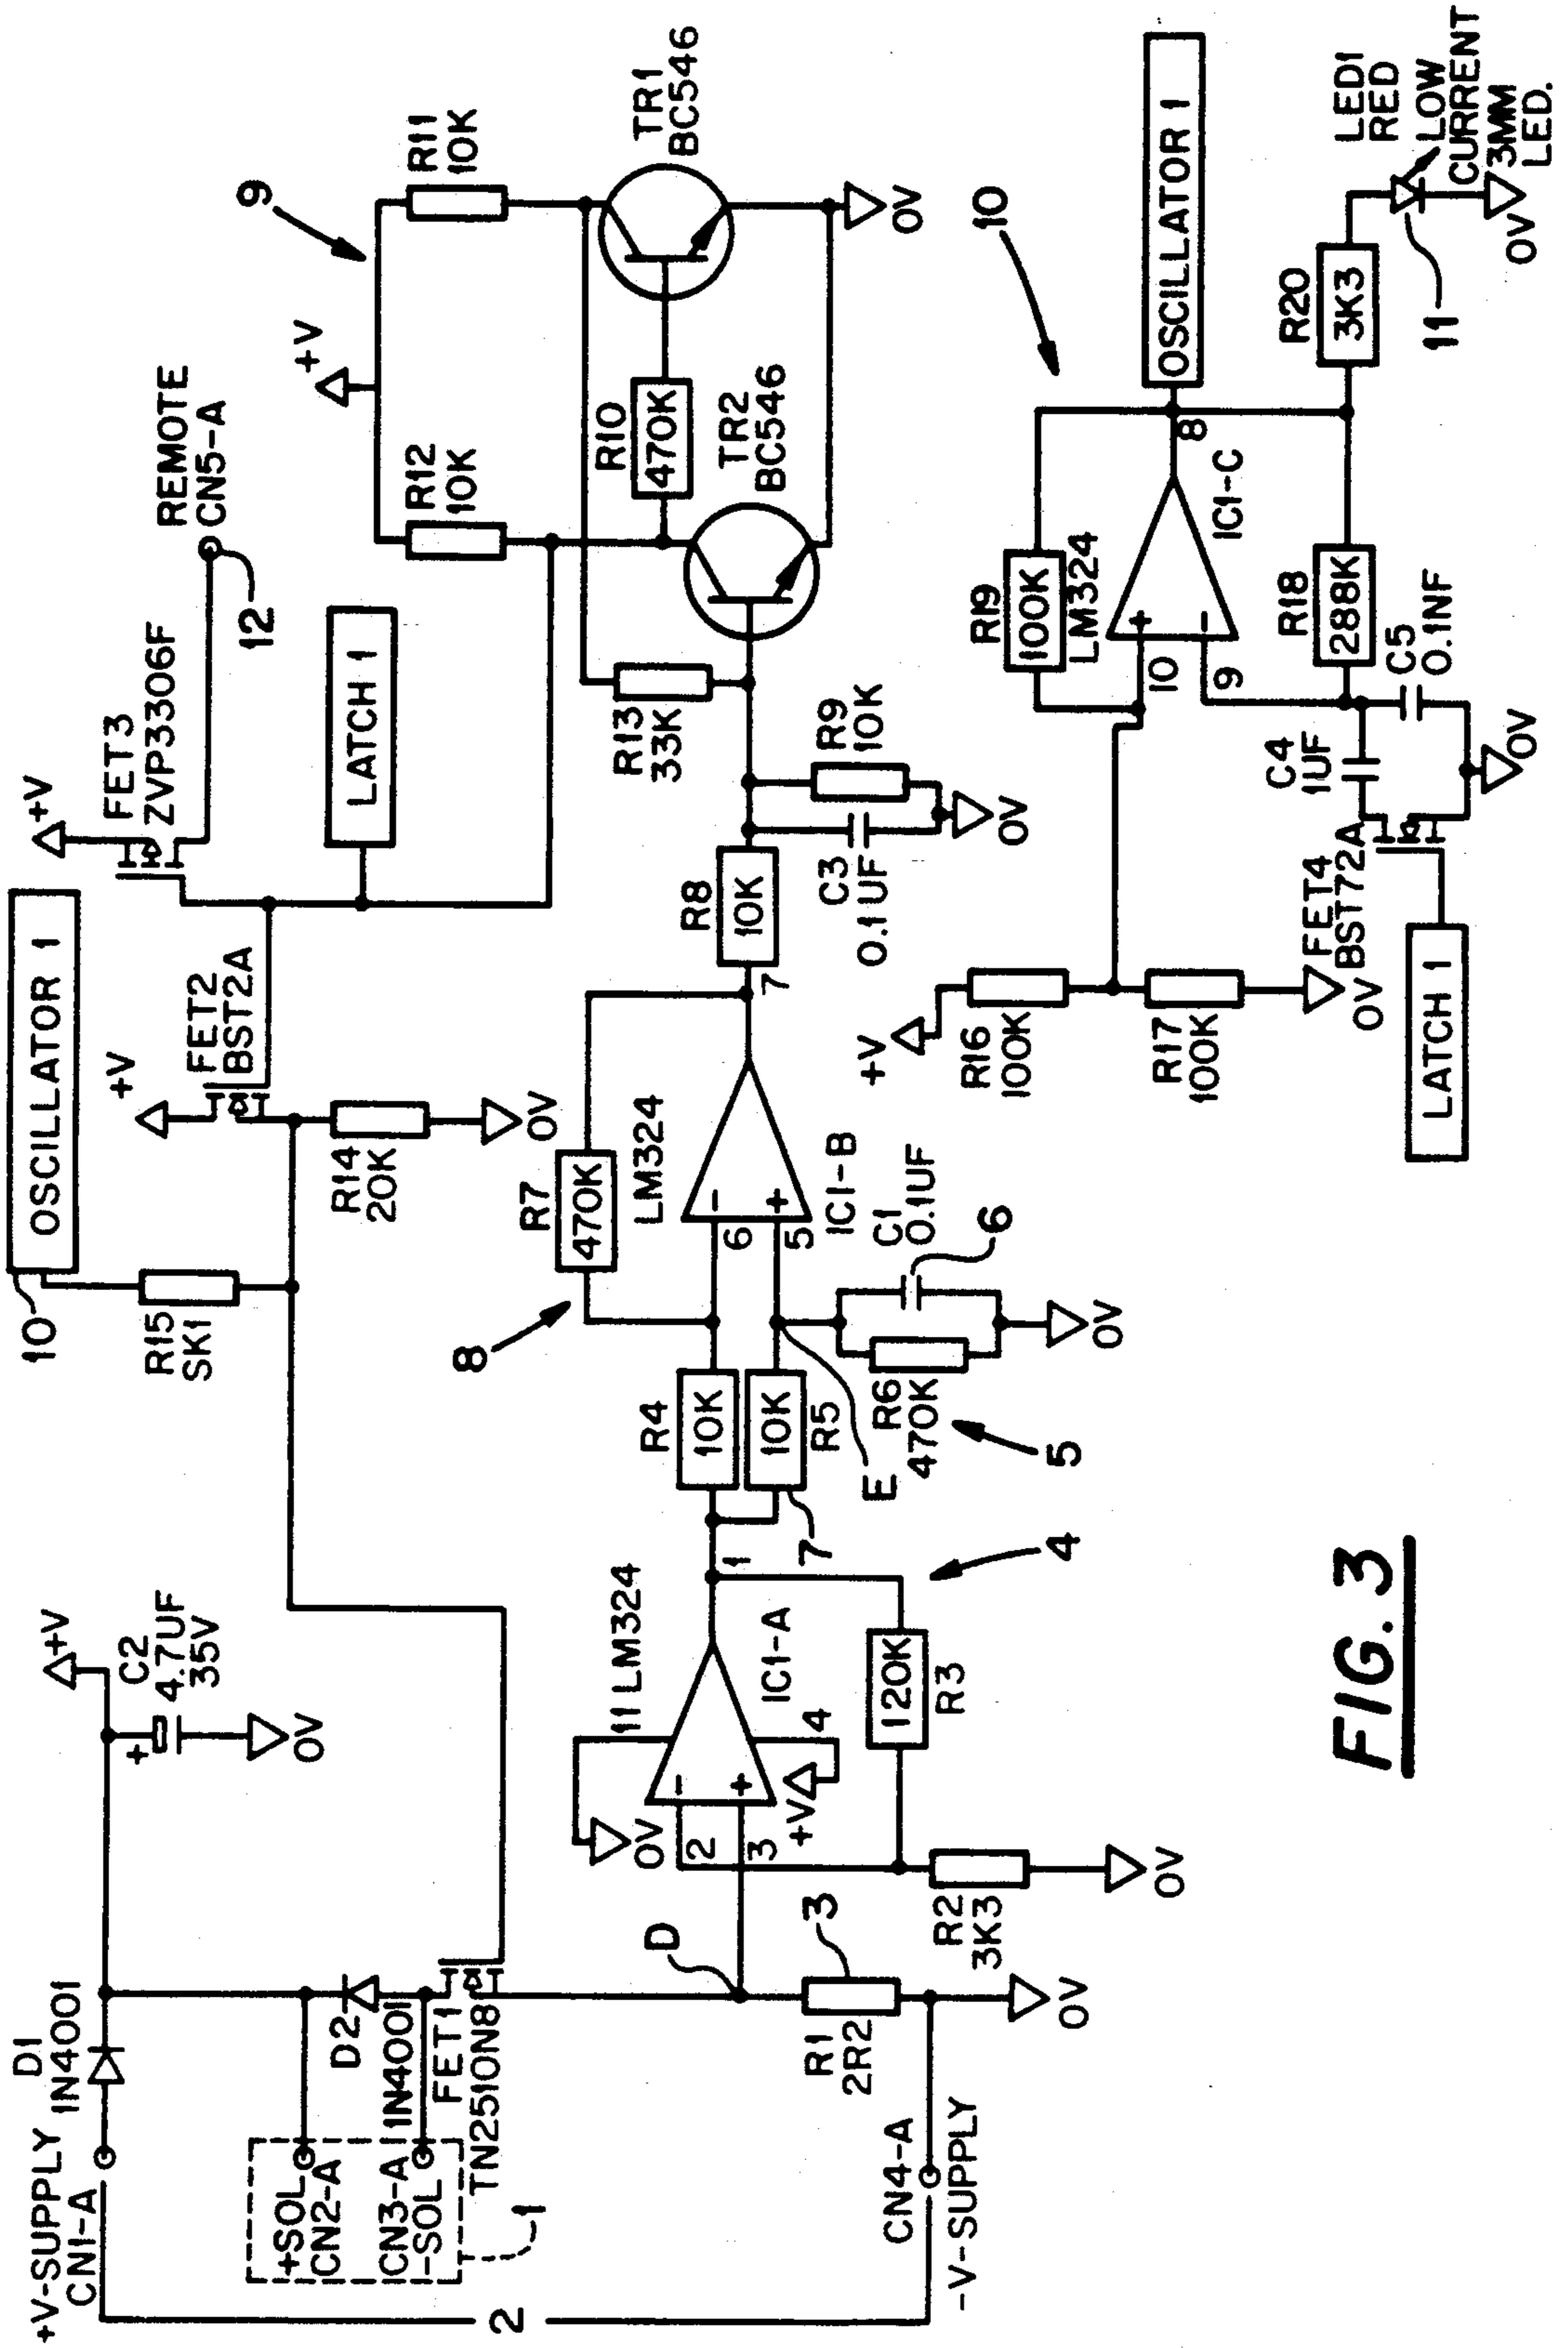 +V-SUPPLY
CN1-A
D1
1N4001
+V
C2
4.7UF
35V
+
0V
10
OSCILLATOR 1
R15
SK1
+V
FET2
BST2A
R14
20K
0V
+V
FET3
ZVP3306F
REMOTE
CN5-A
12
LATCH 1
+V
9
R12
10K
R11
10K
+SOL
CN2-A
CN3-A
-SOL
1
2
D2
1N4001
FET1
TN2510N8
D
R1
2R2
3
CN4-A
-V-SUPPLY
0V
0V
2
3
-
+
11
LM324
IC1-A
+V
4
1
R2
3K3
0V
120K
R3
4
R4
10K
10K
R5
7
E
5
R6
470K
C1
0.1UF
6
0V
8
R7
470K
LM324
-
+
6
5
IC1-B
7
R8
10K
C3
0.1UF
R9
10K
0V
R13
33K
R10
470K
TR2
BC546
TR1
BC546
0V
+V
R16
100K
R17
100K
0V
LATCH 1
FET4
BST72A
C4
1UF
C5
0.1NF
0V
R19
100K
LM324
10
9
+
-
IC1-C
8
R18
288K
10
OSCILLATOR 1
R20
3K3
11
LED1
RED
LOW
CURRENT
3MM
LED.
0V
FIG. 3